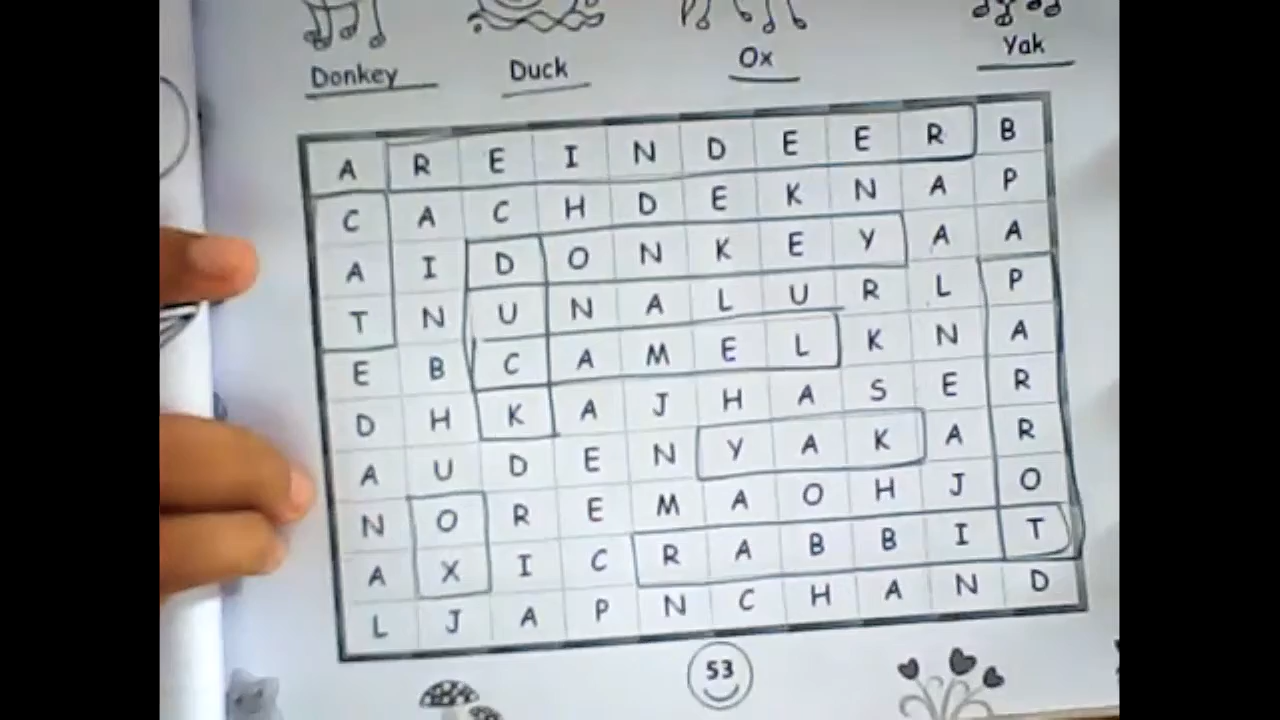 Donkey Duck Ox Yak
A R E I N D E E R B
C A C H D E K N A P
A I D O N K E Y A A
T N U N A L U R L P
E B C A M E L K N A
D H K A J H A S E R
A U D E N Y A K A R
N O R E M A O H J O
A X I C R A B B I T
L J A P N C H A N D
53